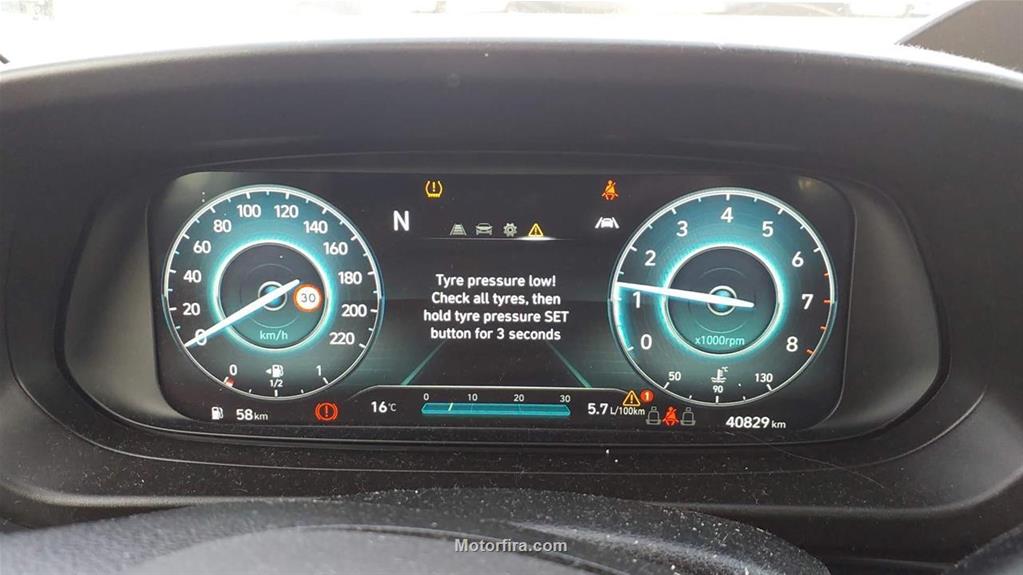 N
Tyre pressure low!
Check all tyres, then
hold tyre pressure SET
button for 3 seconds
0 20 40 60 80 100 120 140 160 180 200 220
30
km/h
0 1/2 1
0 1 2 3 4 5 6 7 8
x1000rpm
50 90 130
°C
58 km
16°C
0 10 20 30
5.7 L/100km
1
40829 km
Motorfira.com